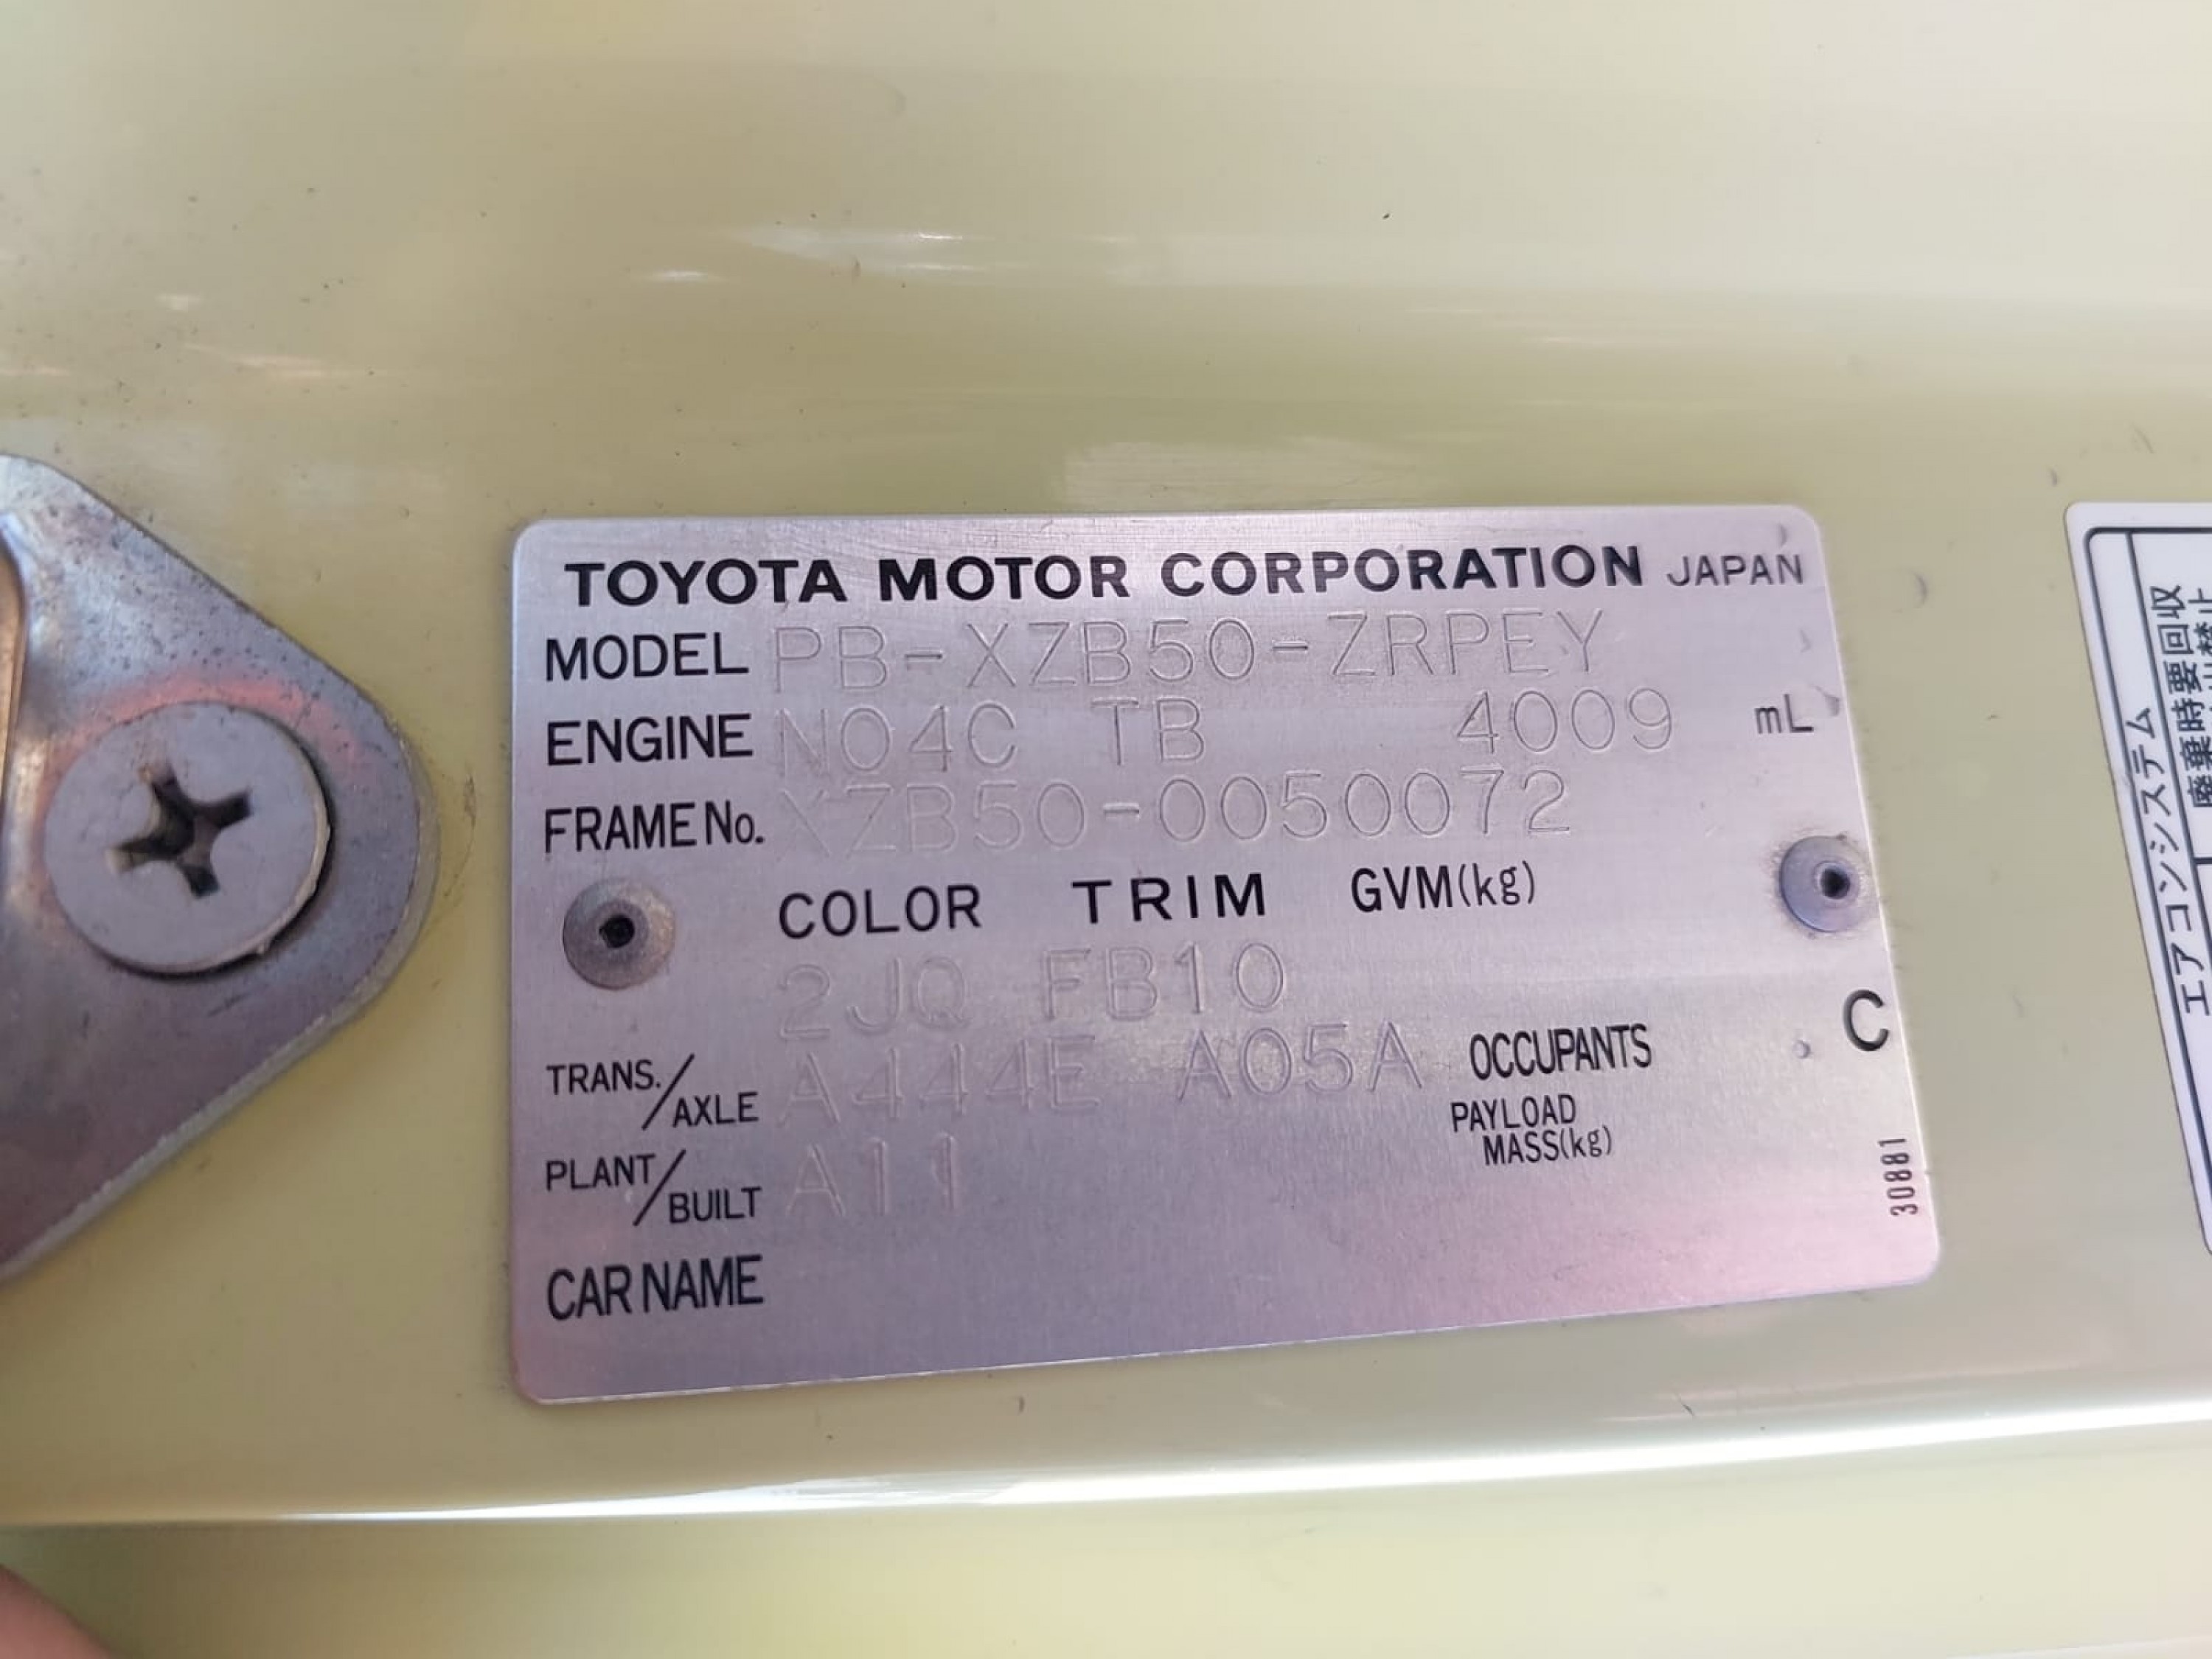 TOYOTA MOTOR CORPORATION JAPAN
MODEL PB-XZB50-ZRPEY
ENGINE N04C TB 4009 mL
FRAME No. XZB50-0050072
COLOR TRIM GVM(kg)
2JQ FB10
C
TRANS./AXLE A444E A05A OCCUPANTS
PAYLOAD
MASS(kg)
PLANT/BUILT A11
30881
CAR NAME
エアコンシステム
廃棄時要回収